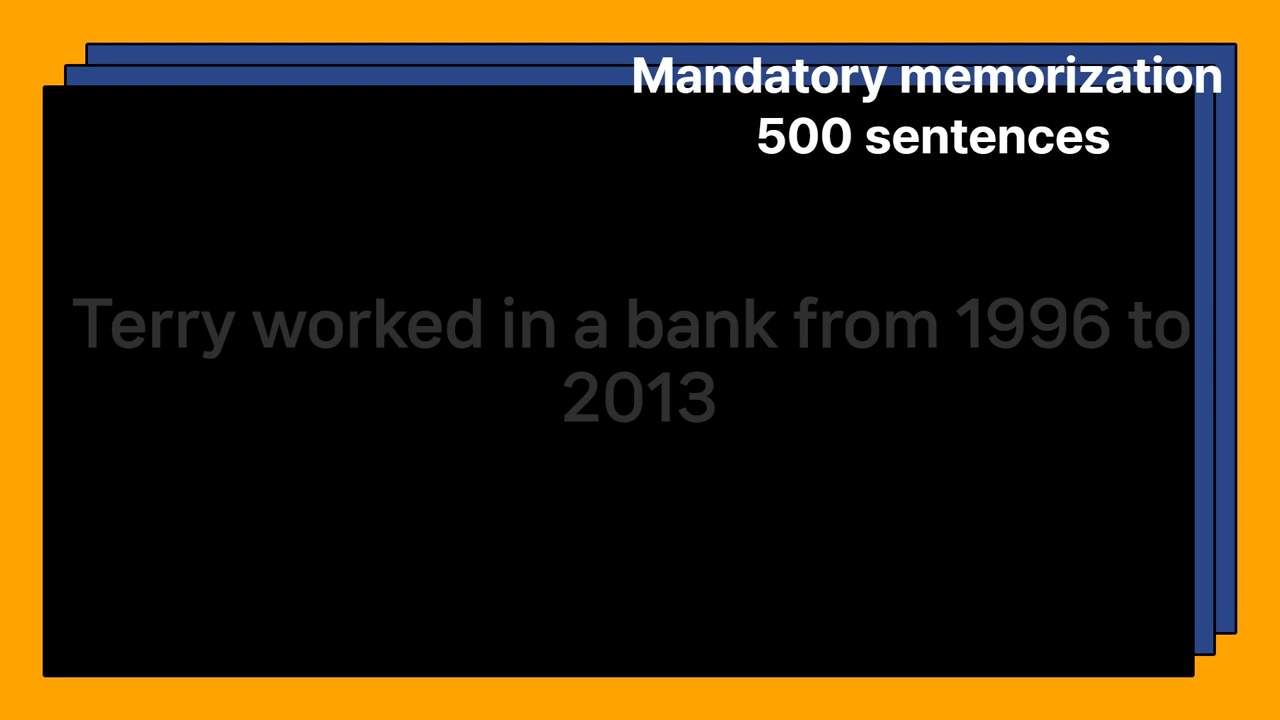 Mandatory memorization
500 sentences
Terry worked in a bank from 1996 to
2013